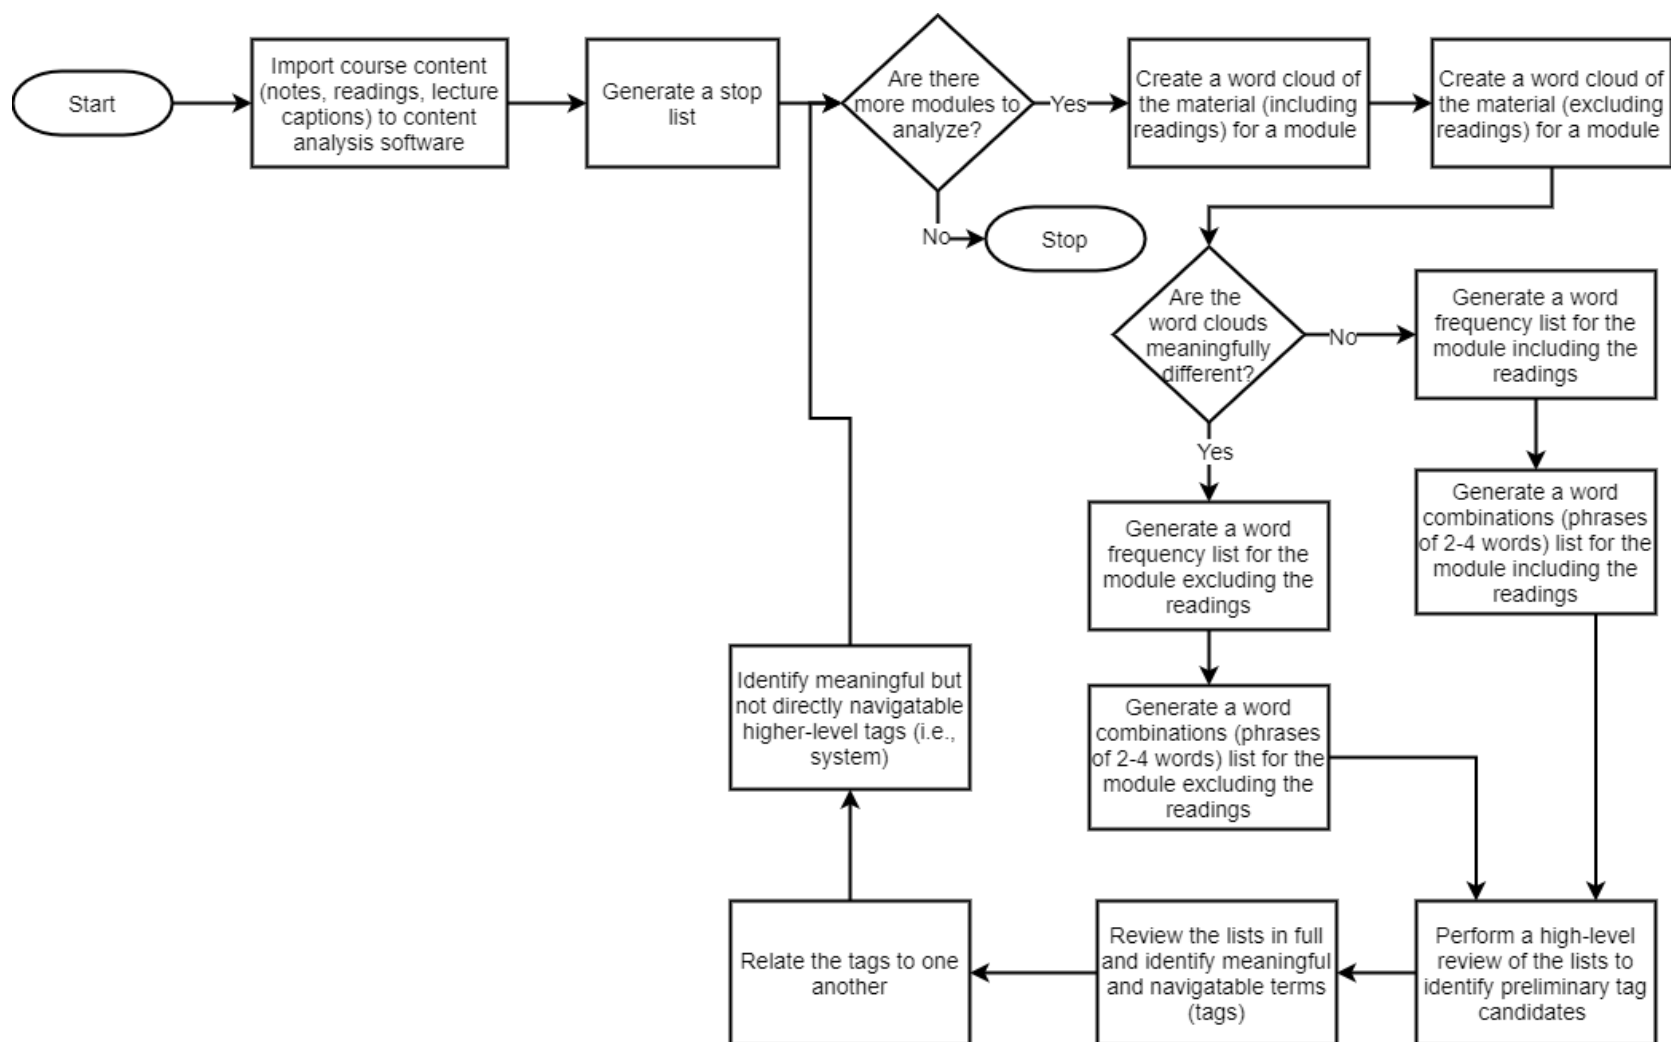 Start
Import course content
(notes, readings, lecture
captions) to content
analysis software
Generate a stop
list
Are there
more modules to
analyze?
Yes
Create a word cloud of
the material (including
readings) for a module
Create a word cloud of
the material (excluding
readings) for a module
No
Stop
Are the
word clouds
meaningfully
different?
No
Generate a word
frequency list for the
module including the
readings
Yes
Generate a word
combinations (phrases
of 2-4 words) list for the
module including the
readings
Generate a word
frequency list for the
module excluding the
readings
Generate a word
combinations (phrases
of 2-4 words) list for the
module excluding the
readings
Perform a high-level
review of the lists to
identify preliminary tag
candidates
Review the lists in full
and identify meaningful
and navigatable terms
(tags)
Relate the tags to one
another
Identify meaningful but
not directly navigatable
higher-level tags (i.e.,
system)